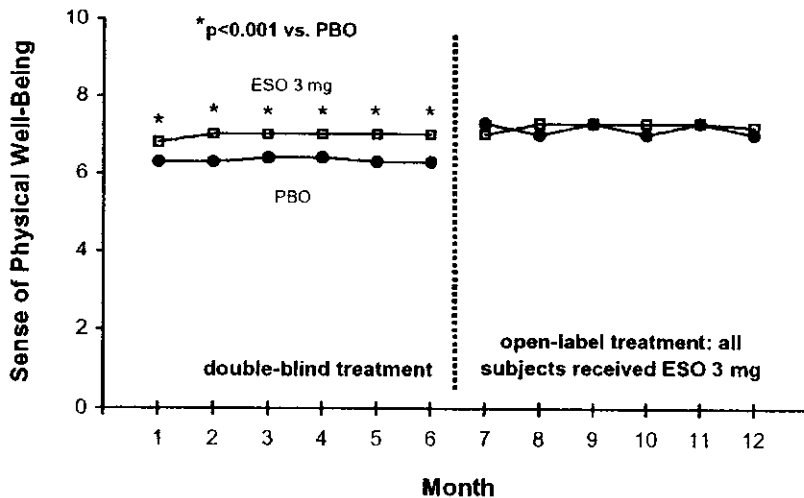 10
8
6
4
2
0
Sense of Physical Well-Being
*p<0.001 vs. PBO
ESO 3 mg
* * * * * *
PBO
double-blind treatment
open-label treatment: all
subjects received ESO 3 mg
1 2 3 4 5 6 7 8 9 10 11 12
Month